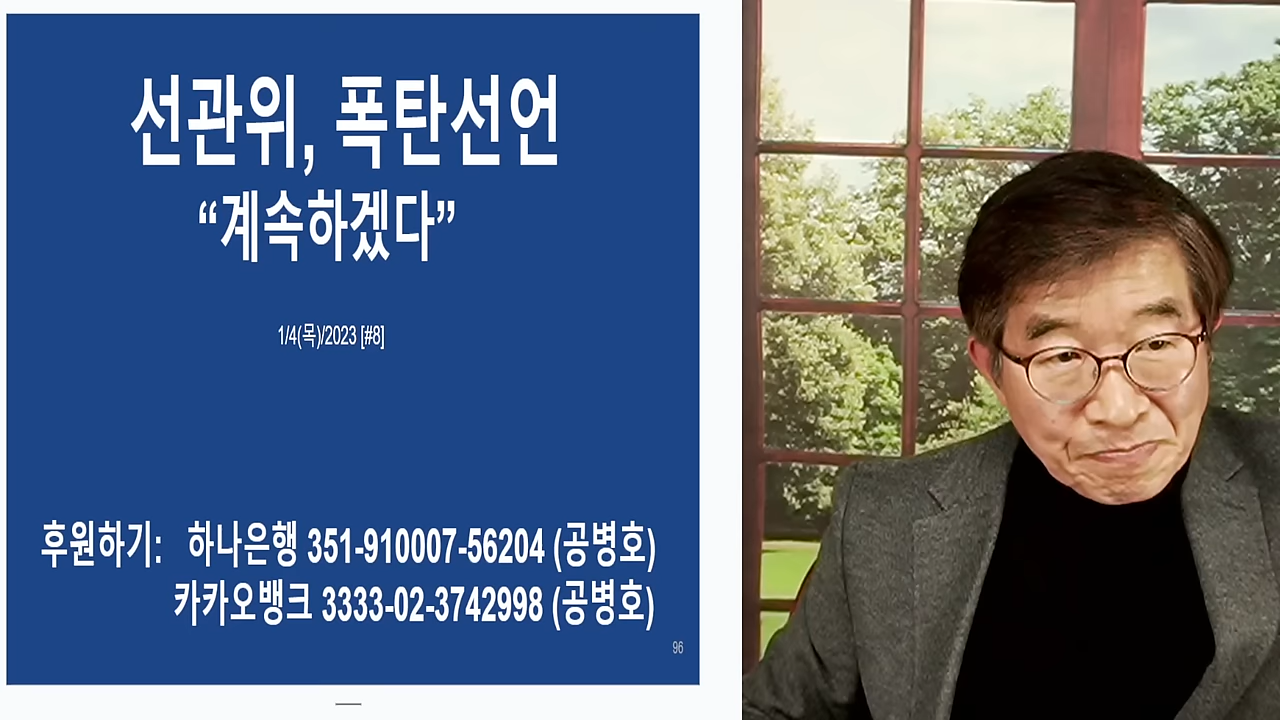 선관위, 폭탄선언
“계속하겠다”
1/4(목)/2023 [#8]
후원하기: 하나은행 351-910007-56204 (공병호)
카카오뱅크 3333-02-3742998 (공병호)
96